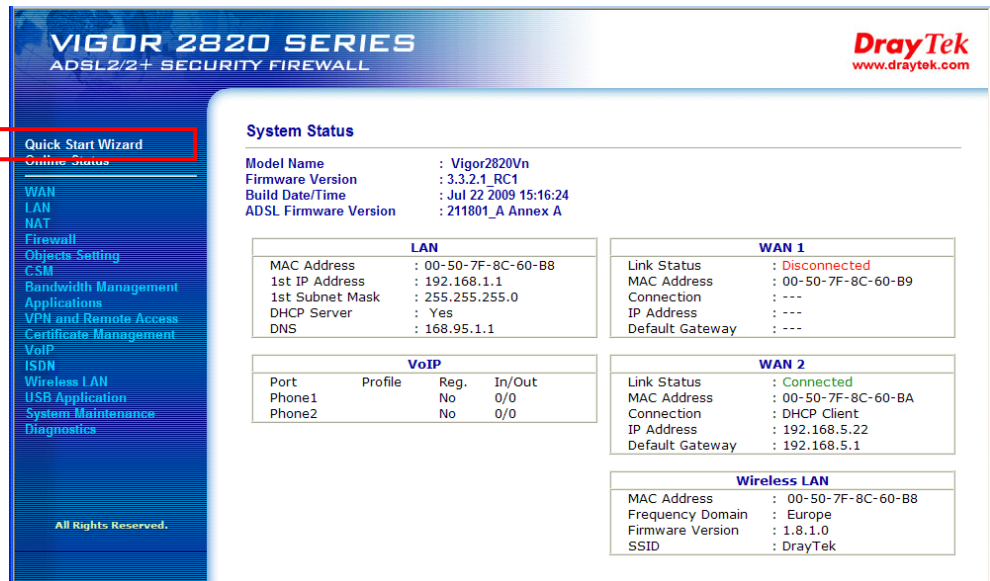 VIGOR 2820 SERIES
ADSL2/2+ SECURITY FIREWALL
DrayTek
www.draytek.com
Quick Start Wizard
Online Status
WAN
LAN
NAT
Firewall
Objects Setting
CSM
Bandwidth Management
Applications
VPN and Remote Access
Certificate Management
VoIP
ISDN
Wireless LAN
USB Application
System Maintenance
Diagnostics
All Rights Reserved.
System Status
Model Name : Vigor2820Vn
Firmware Version : 3.3.2.1_RC1
Build Date/Time : Jul 22 2009 15:16:24
ADSL Firmware Version : 211801_A Annex A
LAN
MAC Address : 00-50-7F-8C-60-B8
1st IP Address : 192.168.1.1
1st Subnet Mask : 255.255.255.0
DHCP Server : Yes
DNS : 168.95.1.1
VoIP
Port Profile Reg. In/Out
Phone1 No 0/0
Phone2 No 0/0
WAN 1
Link Status : Disconnected
MAC Address : 00-50-7F-8C-60-B9
Connection : ---
IP Address : ---
Default Gateway : ---
WAN 2
Link Status : Connected
MAC Address : 00-50-7F-8C-60-BA
Connection : DHCP Client
IP Address : 192.168.5.22
Default Gateway : 192.168.5.1
Wireless LAN
MAC Address : 00-50-7F-8C-60-B8
Frequency Domain : Europe
Firmware Version : 1.8.1.0
SSID : DrayTek